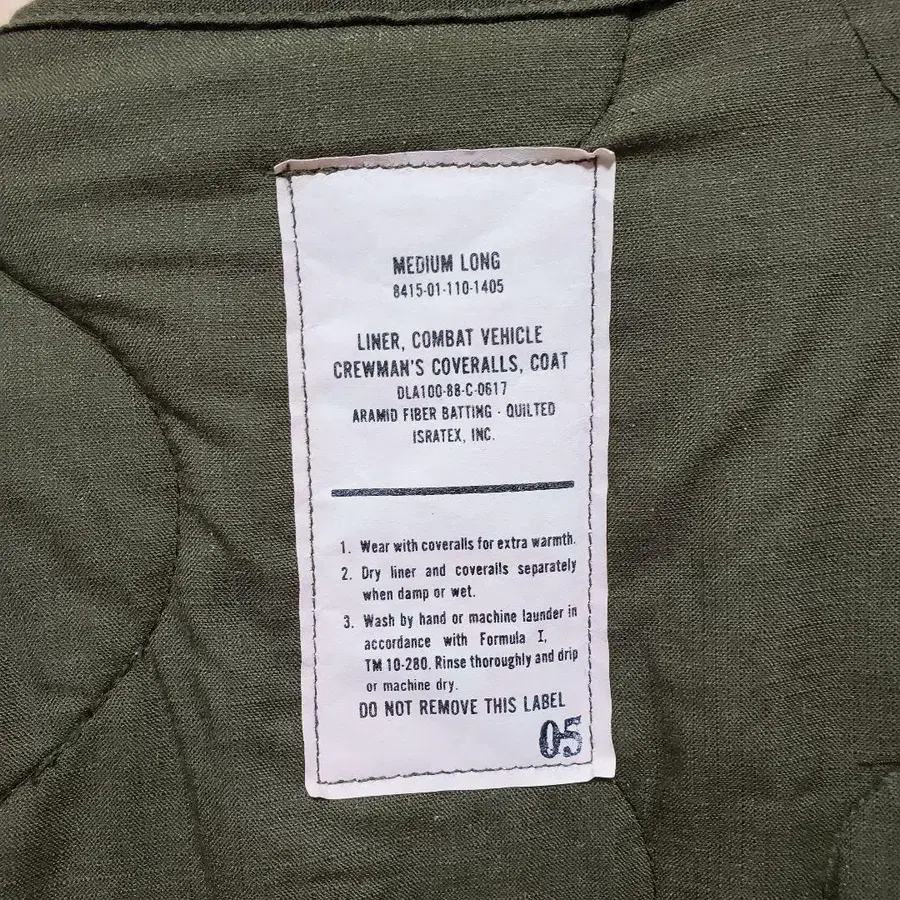 MEDIUM LONG
8415-01-110-1405
LINER, COMBAT VEHICLE
CREWMAN'S COVERALLS, COAT
DLA100-88-C-0617
ARAMID FIBER BATTING - QUILTED
ISRATEX, INC.
1. Wear with coveralls for extra warmth.
2. Dry liner and coveralls separately
when damp or wet.
3. Wash by hand or machine launder in
accordance with Formula I,
TM 10-280. Rinse thoroughly and drip
or machine dry.
DO NOT REMOVE THIS LABEL
05